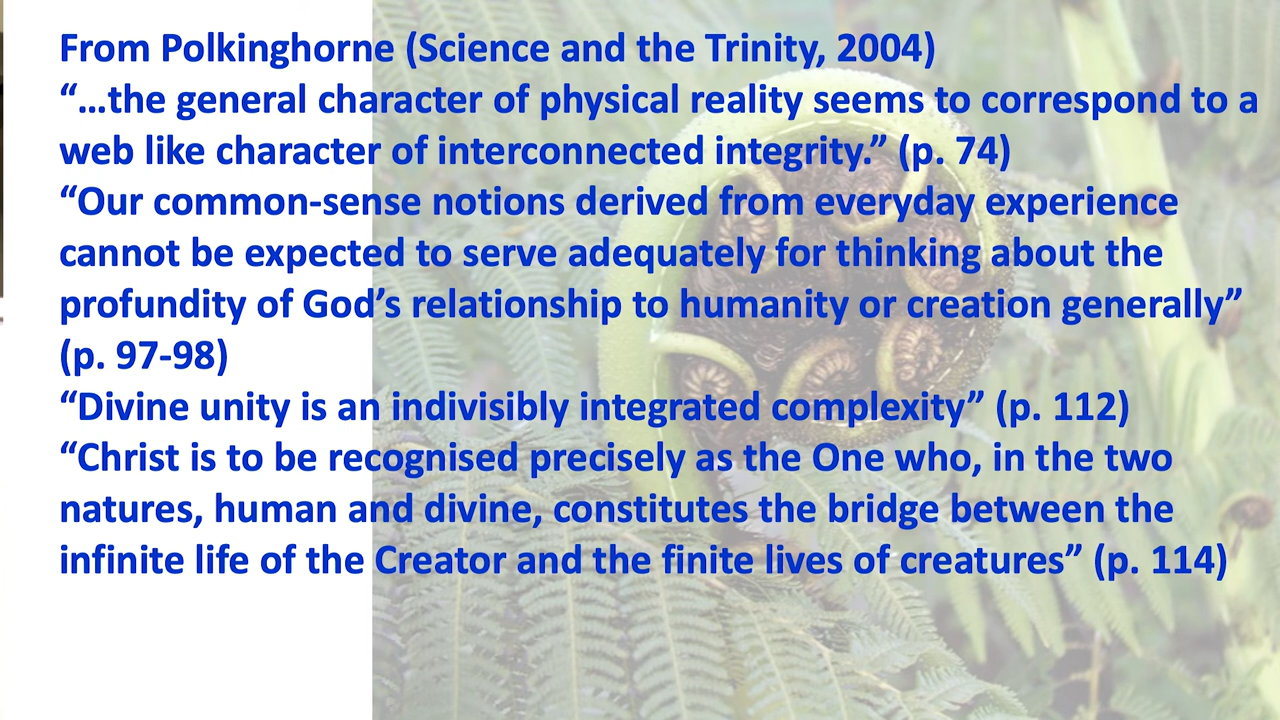 From Polkinghorne (Science and the Trinity, 2004)
“…the general character of physical reality seems to correspond to a
web like character of interconnected integrity.” (p. 74)
“Our common-sense notions derived from everyday experience
cannot be expected to serve adequately for thinking about the
profundity of God’s relationship to humanity or creation generally”
(p. 97-98)
“Divine unity is an indivisibly integrated complexity” (p. 112)
“Christ is to be recognised precisely as the One who, in the two
natures, human and divine, constitutes the bridge between the
infinite life of the Creator and the finite lives of creatures” (p. 114)